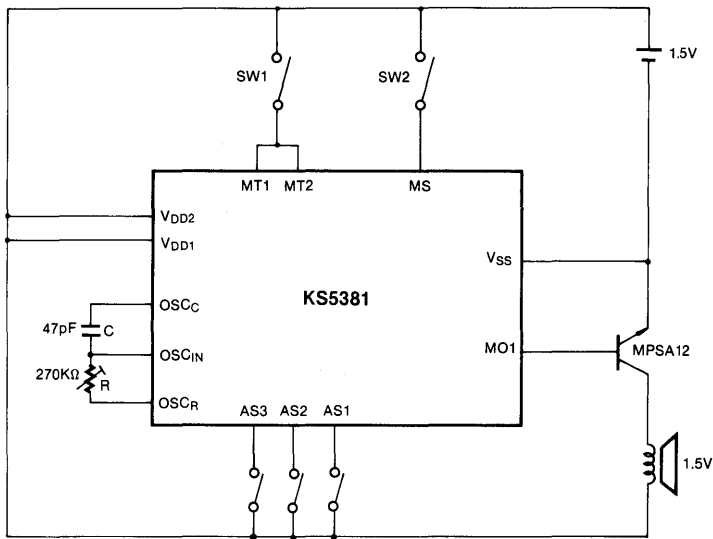 SW1
SW2
1.5V
MT1 MT2 MS
VDD2
VDD1
VSS
KS5381
OSCC
47pF C
OSCIN
MO1
MPSA12
270KΩ R
OSCR
AS3 AS2 AS1
1.5V